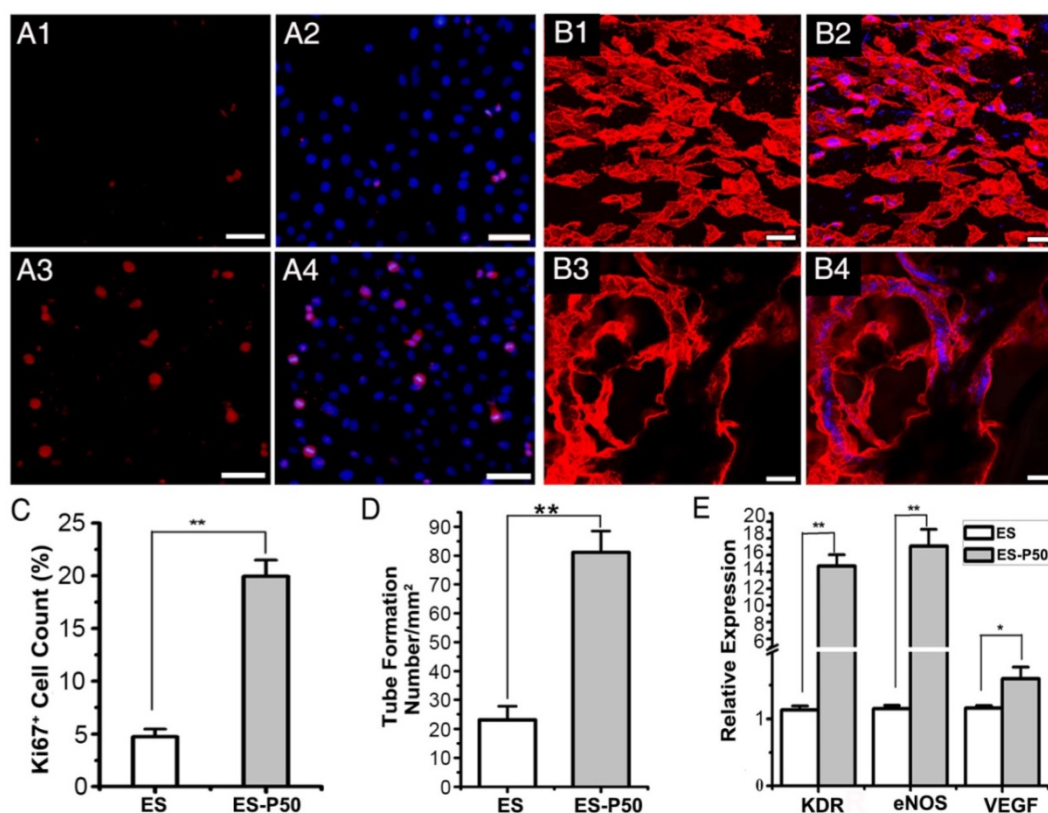 A1
A2
B1
B2
A3
A4
B3
B4
C
Ki67+ Cell Count (%)
25
20
15
10
5
0
**
ES
ES-P50
D
Tube Formation
Number/mm²
90
80
70
60
50
40
30
20
10
0
**
ES
ES-P50
E
Relative Expression
20
18
16
14
12
10
8
6
1
0
**
**
*
ES
ES-P50
KDR
eNOS
VEGF